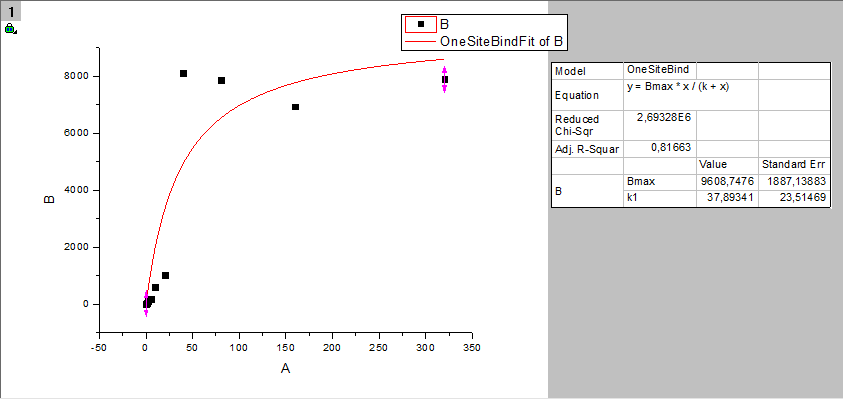 1
B
OneSiteBindFit of B
8000
6000
4000
2000
0
B
-50 0 50 100 150 200 250 300 350
A
Model OneSiteBind
Equation y = Bmax * x / (k + x)
Reduced Chi-Sqr 2,69328E6
Adj. R-Squar 0,81663
Value Standard Err
B Bmax 9608,7476 1887,13883
k1 37,89341 23,51469